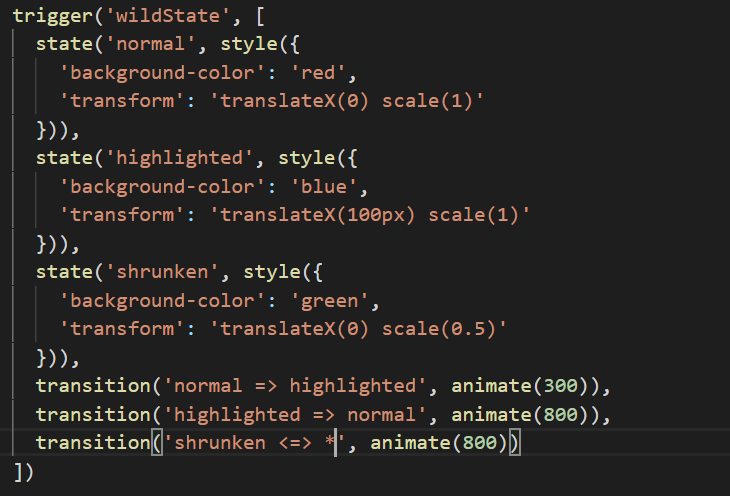 trigger('wildState', [
  state('normal', style({
    'background-color': 'red',
    'transform': 'translateX(0) scale(1)'
  })),
  state('highlighted', style({
    'background-color': 'blue',
    'transform': 'translateX(100px) scale(1)'
  })),
  state('shrunken', style({
    'background-color': 'green',
    'transform': 'translateX(0) scale(0.5)'
  })),
  transition('normal => highlighted', animate(300)),
  transition('highlighted => normal', animate(800)),
  transition('shrunken <=> *', animate(800))
])